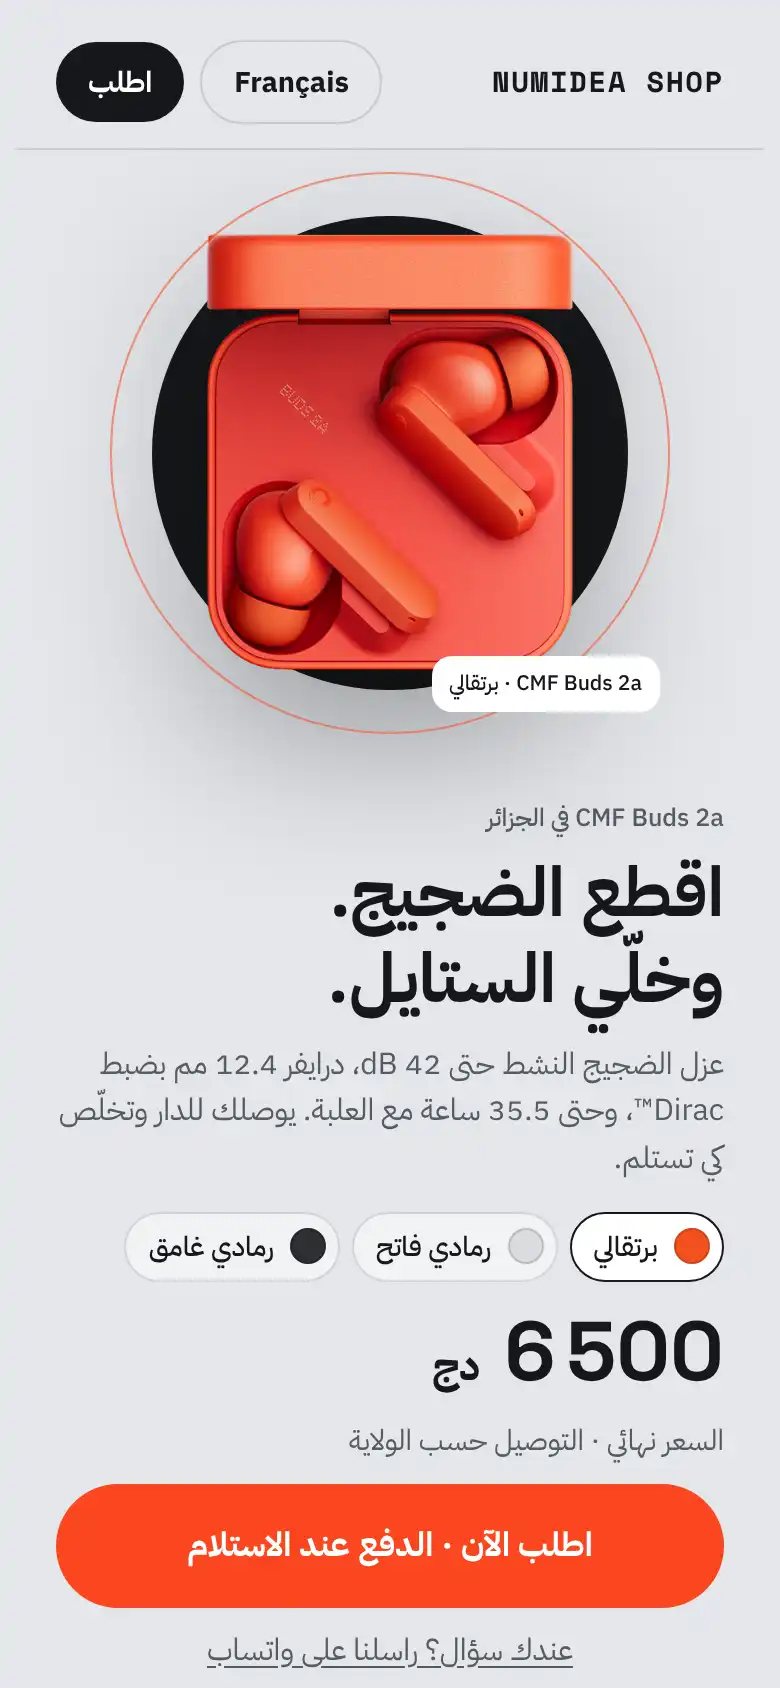 NUMIDEA SHOP
Français
اطلب
BUDS 2A
CMF Buds 2a · برتقالي
CMF Buds 2a في الجزائر
اقطع الضجيج.
وخلّي الستايل.
عزل الضجيج النشط حتى 42 dB، درايفر 12.4 مم بضبط
Dirac™، وحتى 35.5 ساعة مع العلبة. يوصلك للدار وتخلّص
كي تستلم.
برتقالي
رمادي فاتح
رمادي غامق
6 500 دج
السعر نهائي · التوصيل حسب الولاية
اطلب الآن · الدفع عند الاستلام
عندك سؤال؟ راسلنا على واتساب